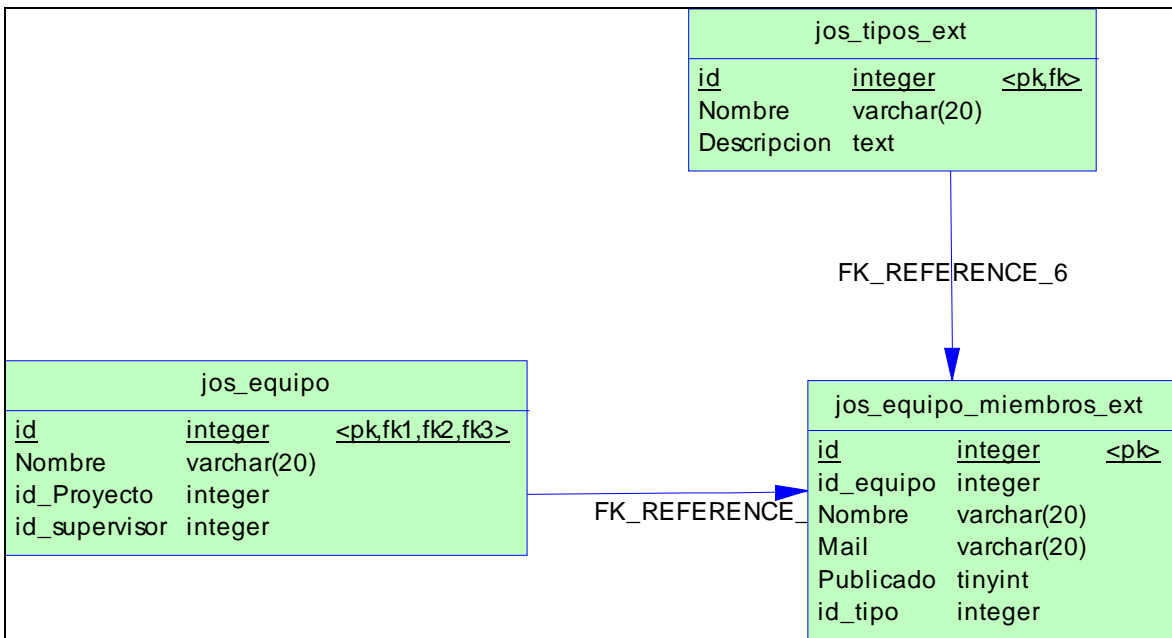 jos_tipos_ext
id integer <pk,fk>
Nombre varchar(20)
Descripcion text
FK_REFERENCE_6
jos_equipo
id integer <pk,fk1,fk2,fk3>
Nombre varchar(20)
id_Proyecto integer
id_supervisor integer
FK_REFERENCE_
jos_equipo_miembros_ext
id integer <pk>
id_equipo integer
Nombre varchar(20)
Mail varchar(20)
Publicado tinyint
id_tipo integer